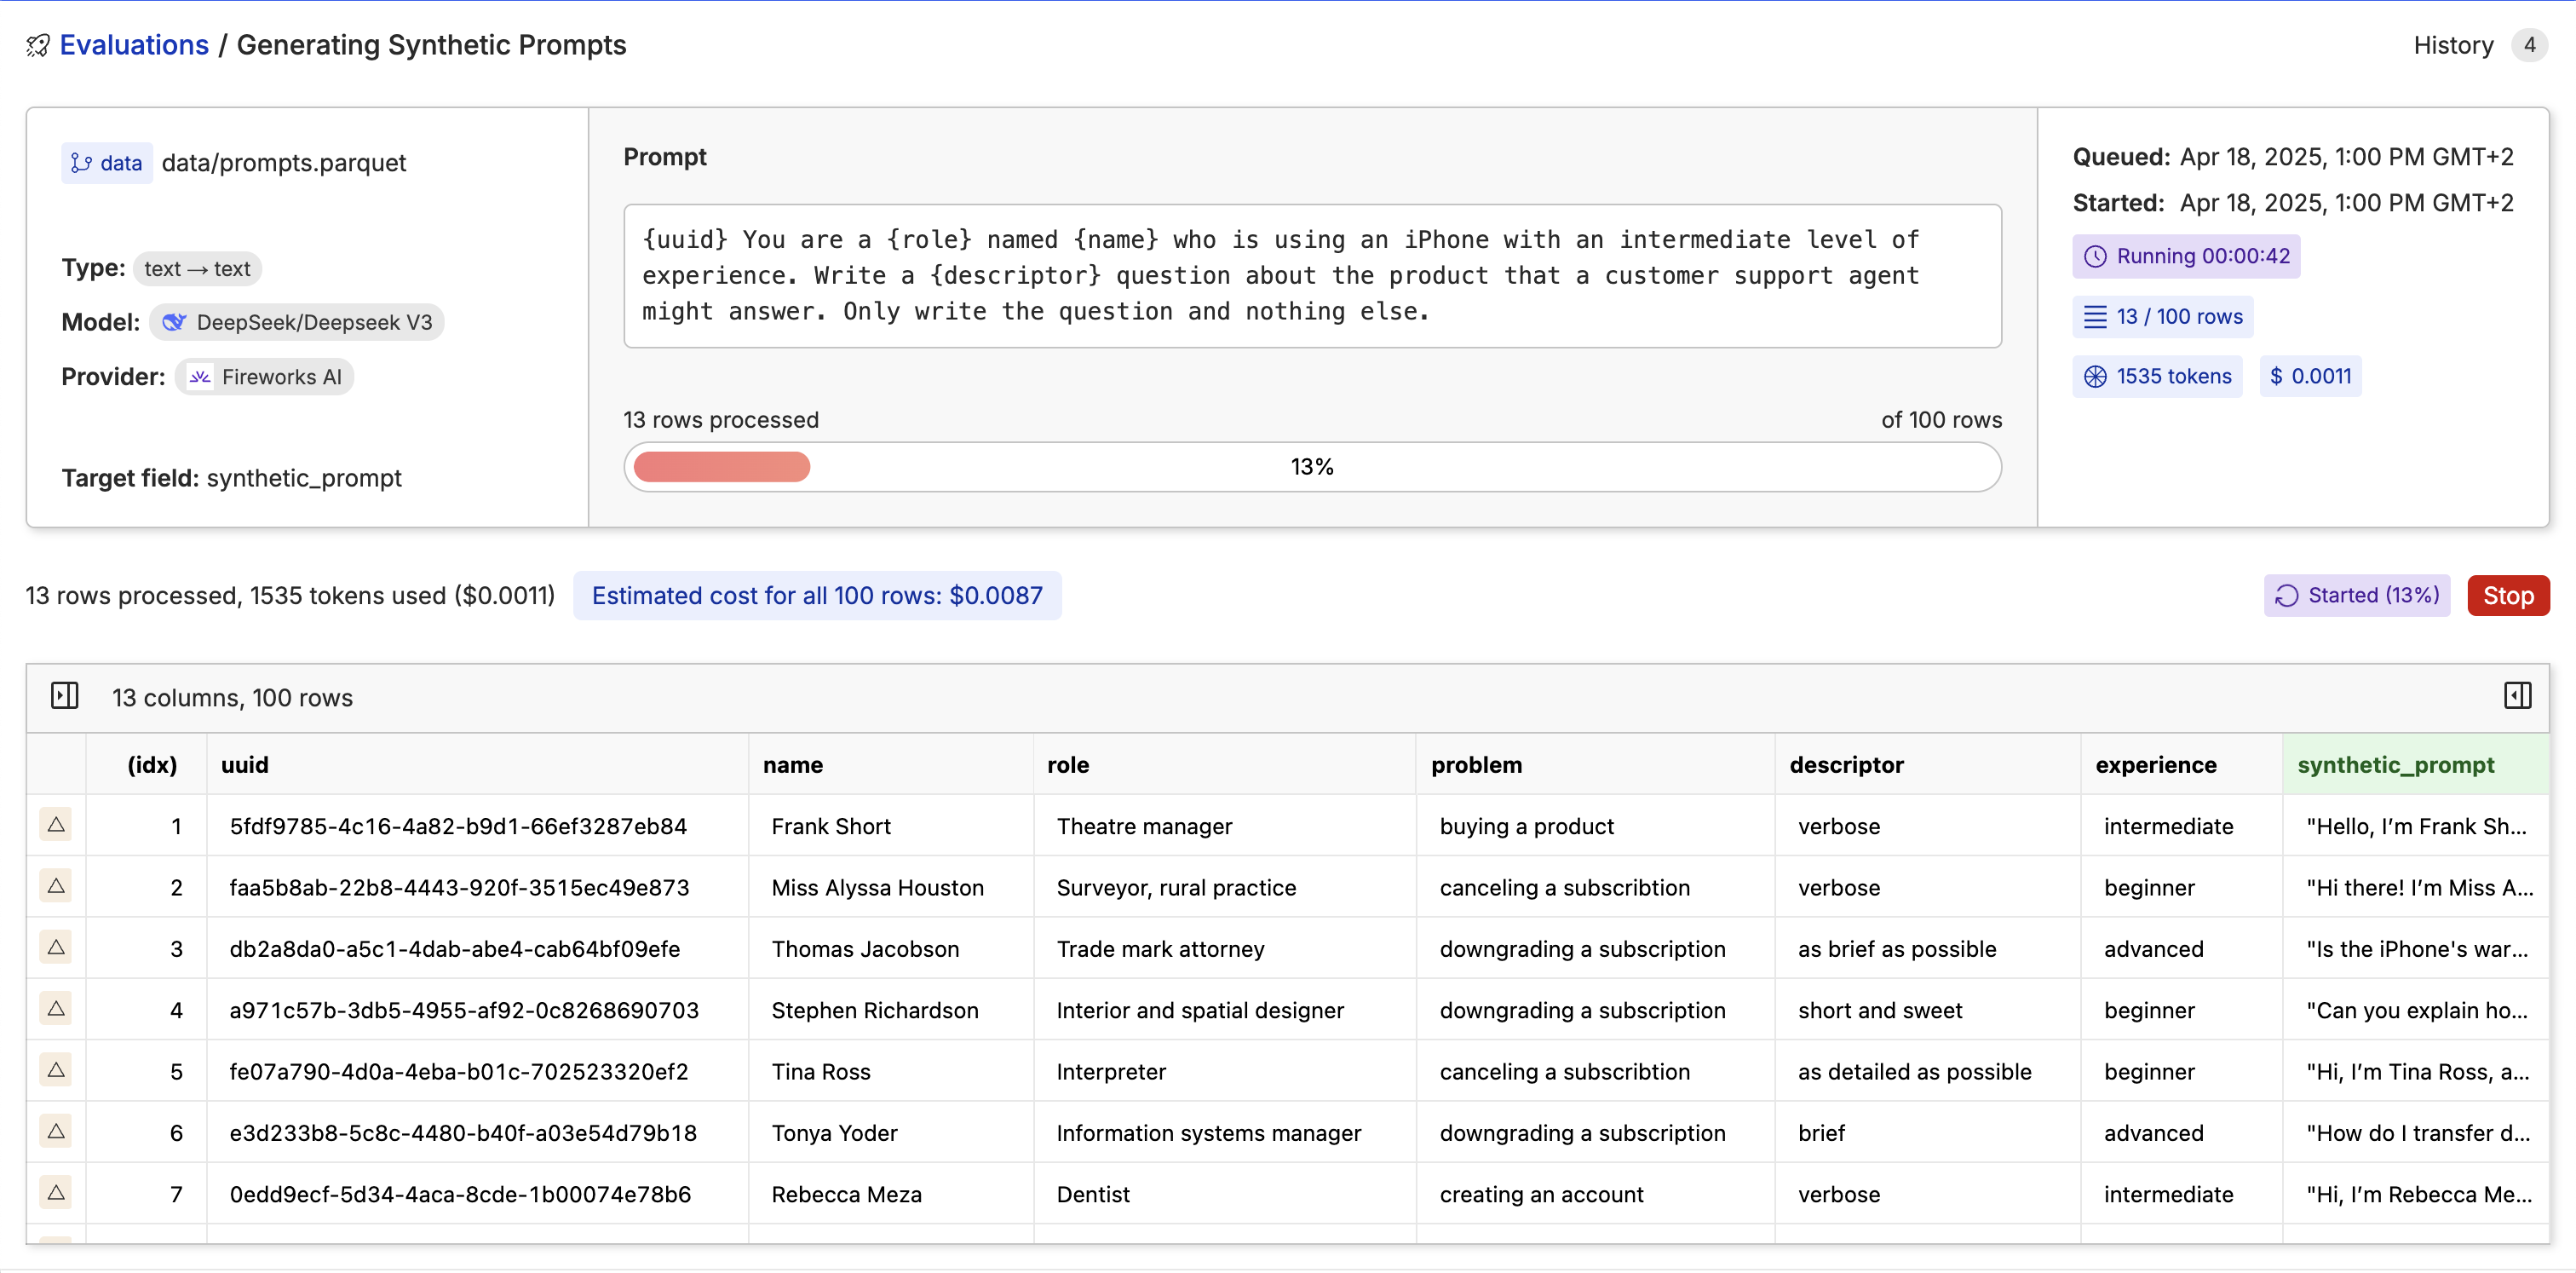 Evaluations / Generating Synthetic Prompts
History 4
data data/prompts.parquet
Type: text → text
Model: DeepSeek/Deepseek V3
Provider: Fireworks AI
Target field: synthetic_prompt
Prompt
{uuid} You are a {role} named {name} who is using an iPhone with an intermediate level of
experience. Write a {descriptor} question about the product that a customer support agent
might answer. Only write the question and nothing else.
13 rows processed of 100 rows
13%
Queued: Apr 18, 2025, 1:00 PM GMT+2
Started: Apr 18, 2025, 1:00 PM GMT+2
Running 00:00:42
13 / 100 rows
1535 tokens $ 0.0011
13 rows processed, 1535 tokens used ($0.0011) Estimated cost for all 100 rows: $0.0087 Started (13%) Stop
13 columns, 100 rows
(idx) uuid name role problem descriptor experience synthetic_prompt
1 5fdf9785-4c16-4a82-b9d1-66ef3287eb84 Frank Short Theatre manager buying a product verbose intermediate "Hello, I’m Frank Sh...
2 faa5b8ab-22b8-4443-920f-3515ec49e873 Miss Alyssa Houston Surveyor, rural practice canceling a subscribtion verbose beginner "Hi there! I’m Miss A...
3 db2a8da0-a5c1-4dab-abe4-cab64bf09efe Thomas Jacobson Trade mark attorney downgrading a subscription as brief as possible advanced "Is the iPhone's war...
4 a971c57b-3db5-4955-af92-0c8268690703 Stephen Richardson Interior and spatial designer downgrading a subscription short and sweet beginner "Can you explain ho...
5 fe07a790-4d0a-4eba-b01c-702523320ef2 Tina Ross Interpreter canceling a subscribtion as detailed as possible beginner "Hi, I’m Tina Ross, a...
6 e3d233b8-5c8c-4480-b40f-a03e54d79b18 Tonya Yoder Information systems manager downgrading a subscription brief advanced "How do I transfer d...
7 0edd9ecf-5d34-4aca-8cde-1b00074e78b6 Rebecca Meza Dentist creating an account verbose intermediate "Hi, I’m Rebecca Me...